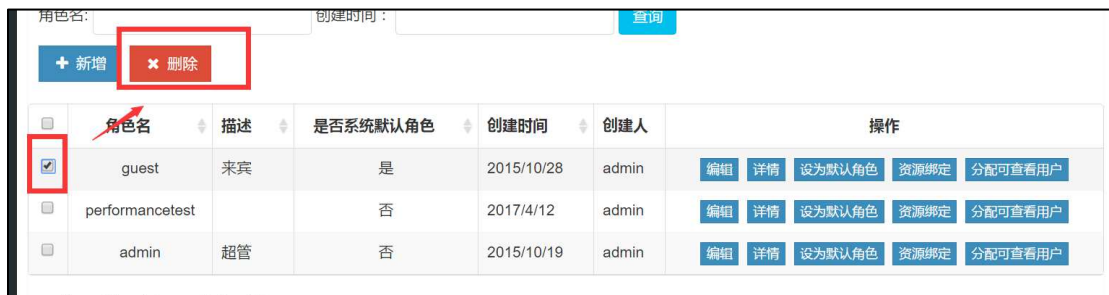 角色名: 创建时间: 查询
新增 删除
角色名 描述 是否系统默认角色 创建时间 创建人 操作
guest 来宾 是 2015/10/28 admin 编辑 详情 设为默认角色 资源绑定 分配可查看用户
performancetest 否 2017/4/12 admin 编辑 详情 设为默认角色 资源绑定 分配可查看用户
admin 超管 否 2015/10/19 admin 编辑 详情 设为默认角色 资源绑定 分配可查看用户